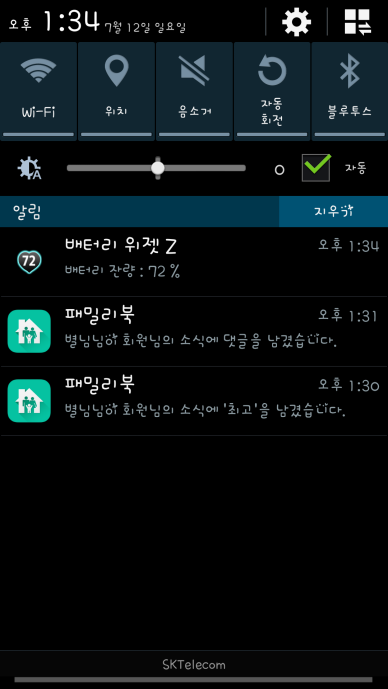 오후 1:34 7월 12일 일요일
Wi-Fi
위치
음소거
자동
회전
블루투스
A
0
자동
알림
지우기
72
배터리 위젯 Z
오후 1:34
배터리 잔량 : 72 %
패밀리북
오후 1:31
별님님이 회원님의 소식에 댓글을 남겼습니다.
패밀리북
오후 1:30
별님님이 회원님의 소식에 '최고'을 남겼습니다.
SKTelecom